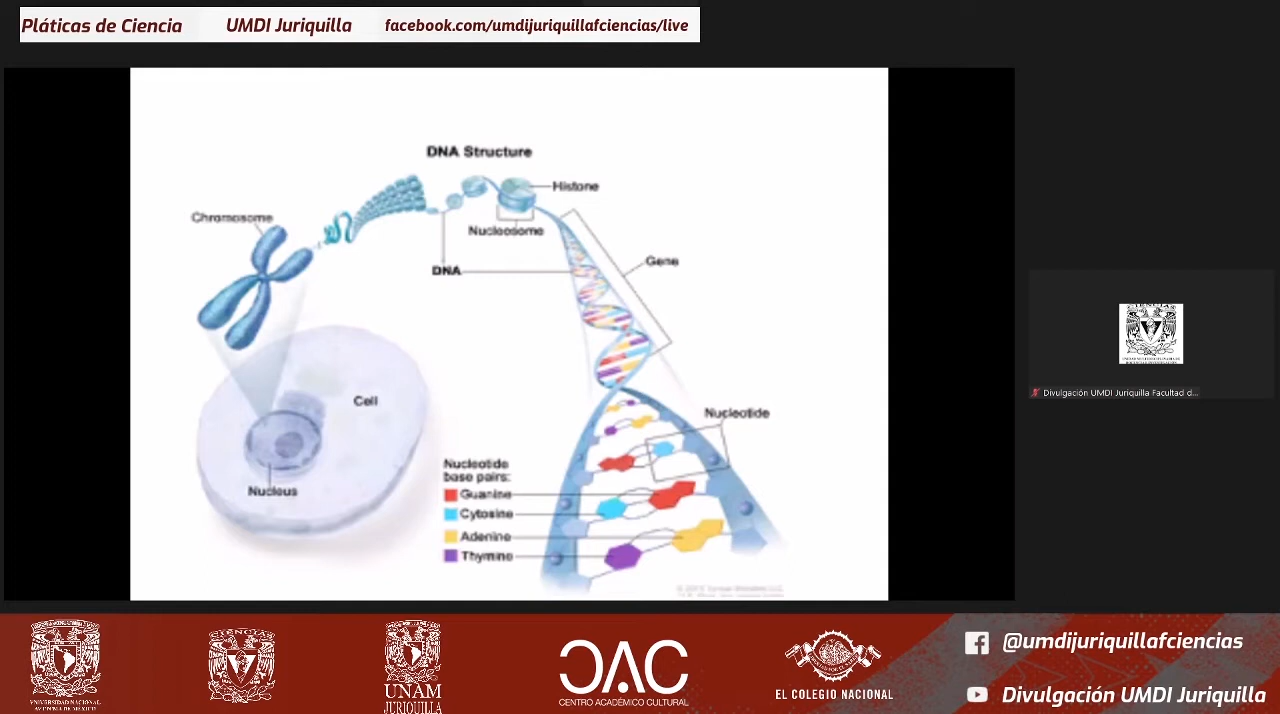 Pláticas de Ciencia
UMDI Juriquilla
facebook.com/umdijuriquillafciencias/live
DNA Structure
Histone
Chromosome
Nucleosome
Gene
DNA
Cell
Nucleotide
Nucleus
Nucleotide
base pairs:
Guanine
Cytosine
Adenine
Thymine
Divulgación UMDI Juriquilla Facultad d...
CIENCIAS
UNAM
JURIQUILLA
CAC
CENTRO ACADÉMICO CULTURAL
EL COLEGIO NACIONAL
@umdijuriquillafciencias
Divulgación UMDI Juriquilla